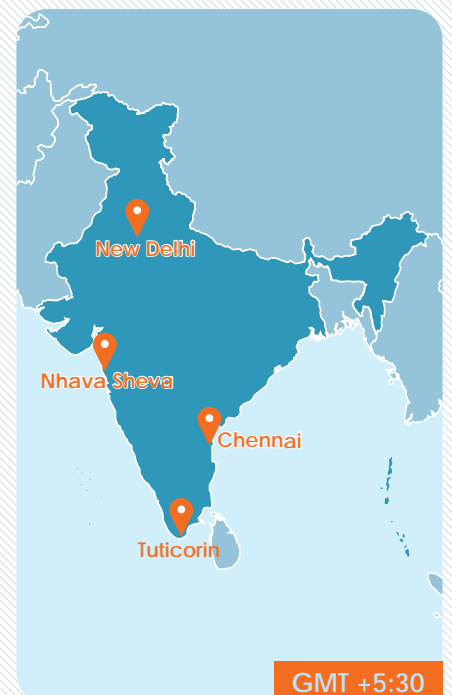 New Delhi
Nhava Sheva
Chennai
Tuticorin
GMT +5:30